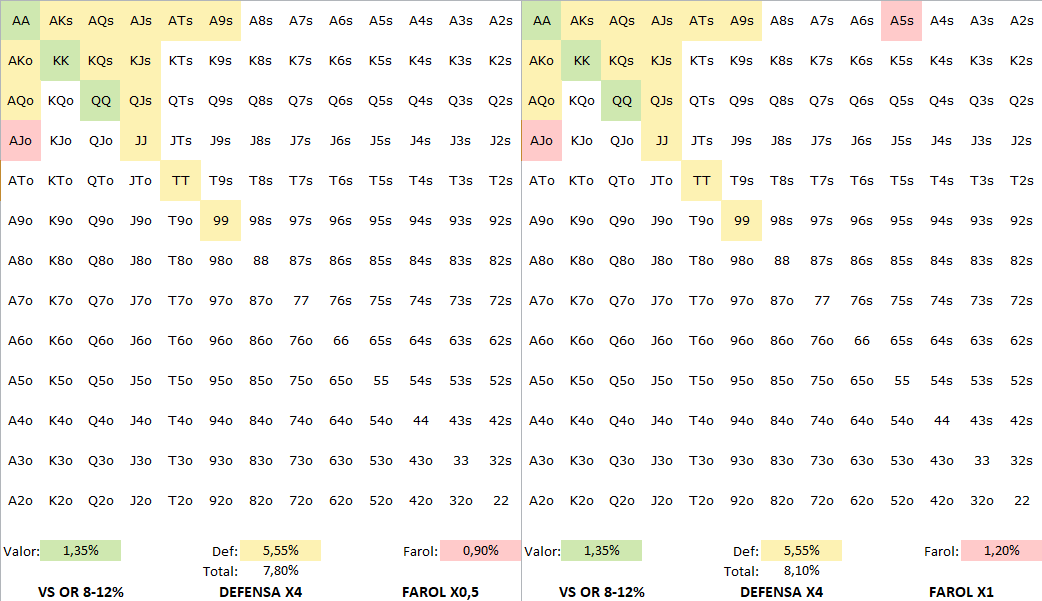 AA AKs AQs AJs ATs A9s A8s A7s A6s A5s A4s A3s A2s AA AKs AQs AJs ATs A9s A8s A7s A6s A5s A4s A3s A2s
AKo KK KQs KJs KTs K9s K8s K7s K6s K5s K4s K3s K2s AKo KK KQs KJs KTs K9s K8s K7s K6s K5s K4s K3s K2s
AQo KQo QQ QJs QTs Q9s Q8s Q7s Q6s Q5s Q4s Q3s Q2s AQo KQo QQ QJs QTs Q9s Q8s Q7s Q6s Q5s Q4s Q3s Q2s
AJo KJo QJo JJ JTs J9s J8s J7s J6s J5s J4s J3s J2s AJo KJo QJo JJ JTs J9s J8s J7s J6s J5s J4s J3s J2s
ATo KTo QTo JTo TT T9s T8s T7s T6s T5s T4s T3s T2s ATo KTo QTo JTo TT T9s T8s T7s T6s T5s T4s T3s T2s
A9o K9o Q9o J9o T9o 99 98s 97s 96s 95s 94s 93s 92s A9o K9o Q9o J9o T9o 99 98s 97s 96s 95s 94s 93s 92s
A8o K8o Q8o J8o T8o 98o 88 87s 86s 85s 84s 83s 82s A8o K8o Q8o J8o T8o 98o 88 87s 86s 85s 84s 83s 82s
A7o K7o Q7o J7o T7o 97o 87o 77 76s 75s 74s 73s 72s A7o K7o Q7o J7o T7o 97o 87o 77 76s 75s 74s 73s 72s
A6o K6o Q6o J6o T6o 96o 86o 76o 66 65s 64s 63s 62s A6o K6o Q6o J6o T6o 96o 86o 76o 66 65s 64s 63s 62s
A5o K5o Q5o J5o T5o 95o 85o 75o 65o 55 54s 53s 52s A5o K5o Q5o J5o T5o 95o 85o 75o 65o 55 54s 53s 52s
A4o K4o Q4o J4o T4o 94o 84o 74o 64o 54o 44 43s 42s A4o K4o Q4o J4o T4o 94o 84o 74o 64o 54o 44 43s 42s
A3o K3o Q3o J3o T3o 93o 83o 73o 63o 53o 43o 33 32s A3o K3o Q3o J3o T3o 93o 83o 73o 63o 53o 43o 33 32s
A2o K2o Q2o J2o T2o 92o 82o 72o 62o 52o 42o 32o 22 A2o K2o Q2o J2o T2o 92o 82o 72o 62o 52o 42o 32o 22
Valor: 1,35% Def: 5,55% Farol: 0,90% Valor: 1,35% Def: 5,55% Farol: 1,20%
Total: 7,80% Total: 8,10%
VS OR 8-12% DEFENSA X4 FAROL X0,5 VS OR 8-12% DEFENSA X4 FAROL X1